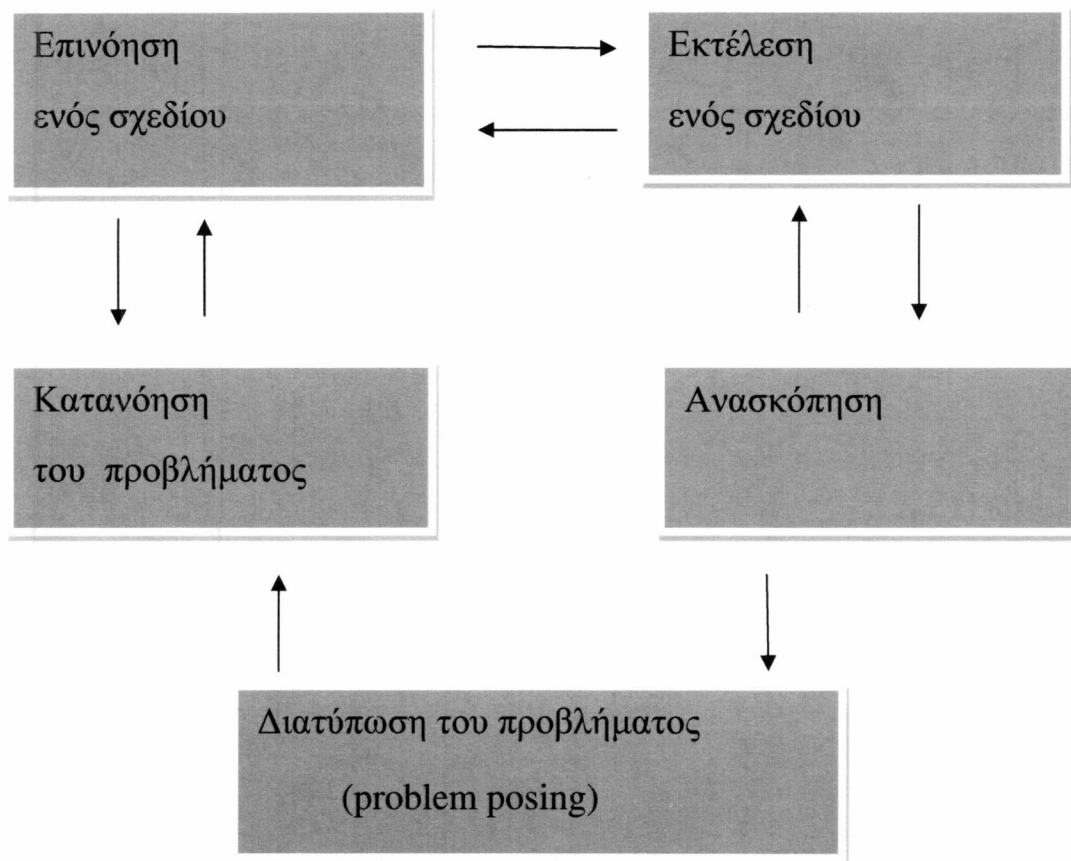 Επινόηση
ενός σχεδίου
Εκτέλεση
ενός σχεδίου
Κατανόηση
του προβλήματος
Ανασκόπηση
Διατύπωση του προβλήματος
(problem posing)